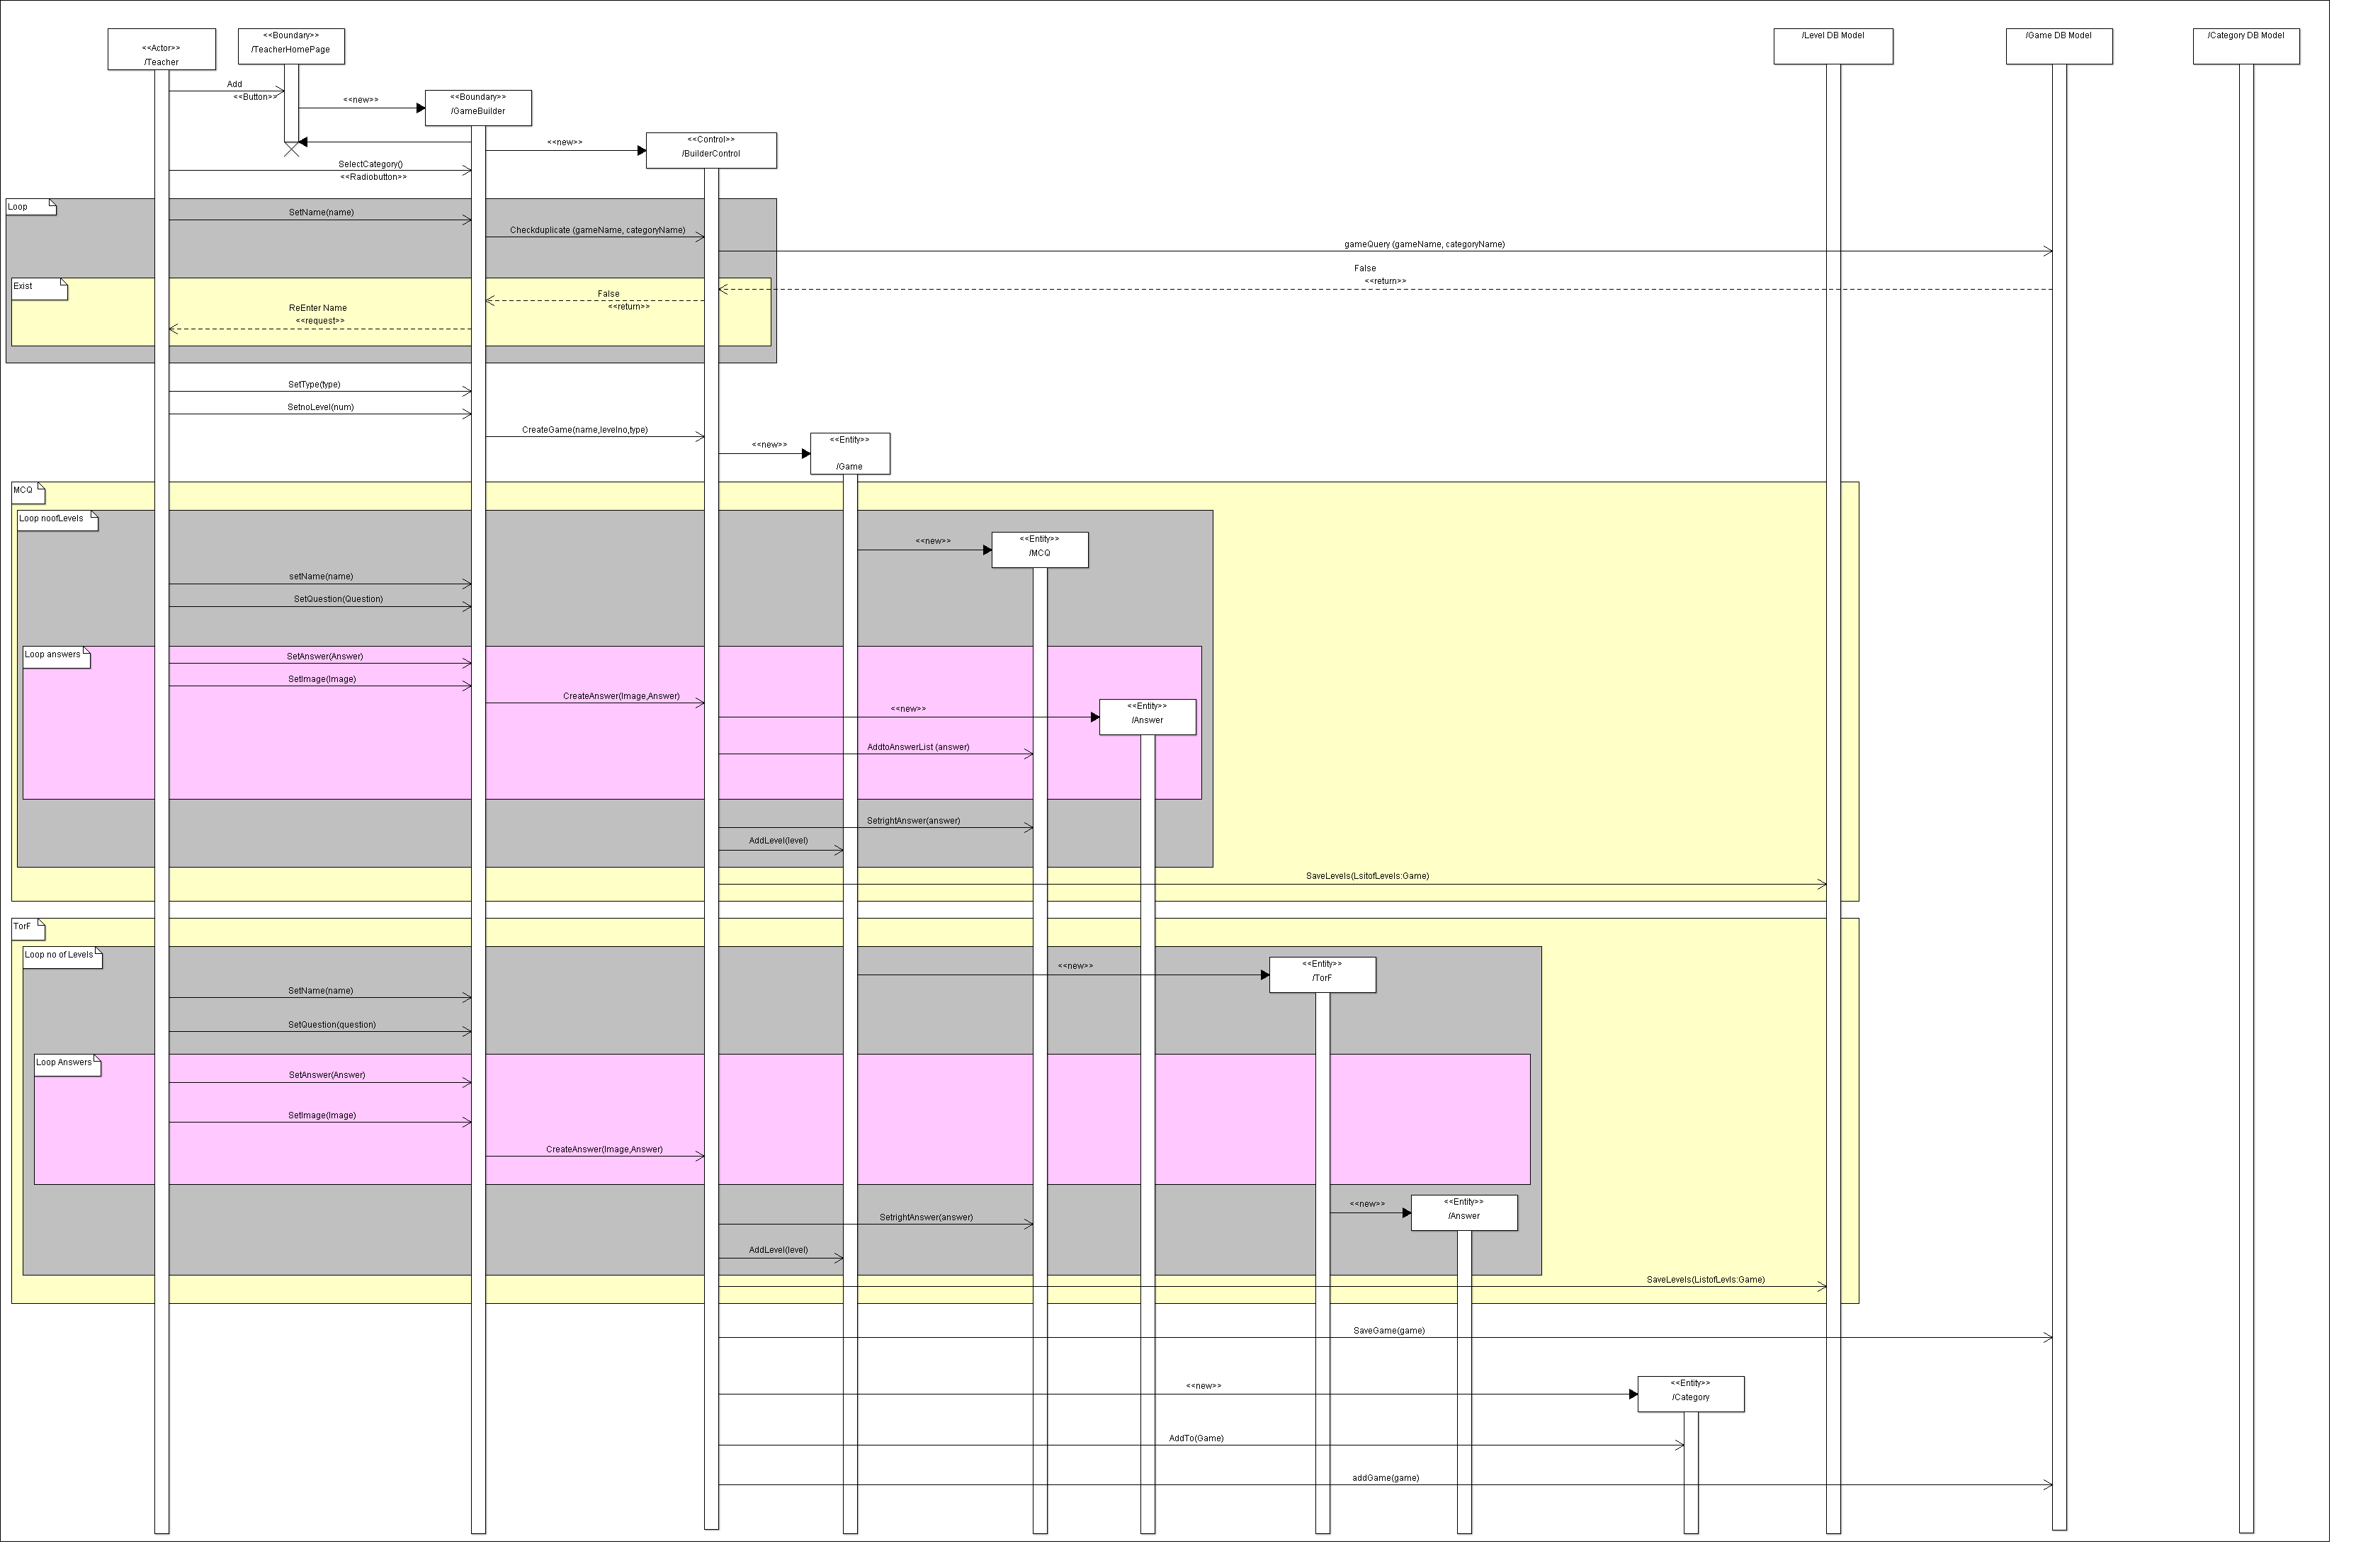 <<Actor>>
/Teacher
<<Boundary>>
/TeacherHomePage
/Level DB Model
/Game DB Model
/Category DB Model
Add
<<Button>>
<<new>>
<<Boundary>>
/GameBuilder
<<new>>
<<Control>>
/BuilderControl
SelectCategory()
<<Radiobutton>>
Loop
SetName(name)
Checkduplicate (gameName, categoryName)
gameQuery (gameName, categoryName)
Exist
False
<<return>>
False
<<return>>
ReEnter Name
<<request>>
SetType(type)
SetnoLevel(num)
CreateGame(name,levelno,type)
<<new>>
<<Entity>>
/Game
MCQ
Loop noofLevels
<<new>>
<<Entity>>
/MCQ
setName(name)
SetQuestion(Question)
Loop answers
SetAnswer(Answer)
SetImage(Image)
CreateAnswer(Image,Answer)
<<new>>
<<Entity>>
/Answer
AddtoAnswerList (answer)
SetrightAnswer(answer)
AddLevel(level)
SaveLevels(LsitofLevels:Game)
TorF
Loop no of Levels
<<new>>
<<Entity>>
/TorF
SetName(name)
SetQuestion(question)
Loop Answers
SetAnswer(Answer)
SetImage(Image)
CreateAnswer(Image,Answer)
<<new>>
<<Entity>>
/Answer
SetrightAnswer(answer)
AddLevel(level)
SaveLevels(ListofLevls:Game)
SaveGame(game)
<<new>>
<<Entity>>
/Category
AddTo(Game)
addGame(game)